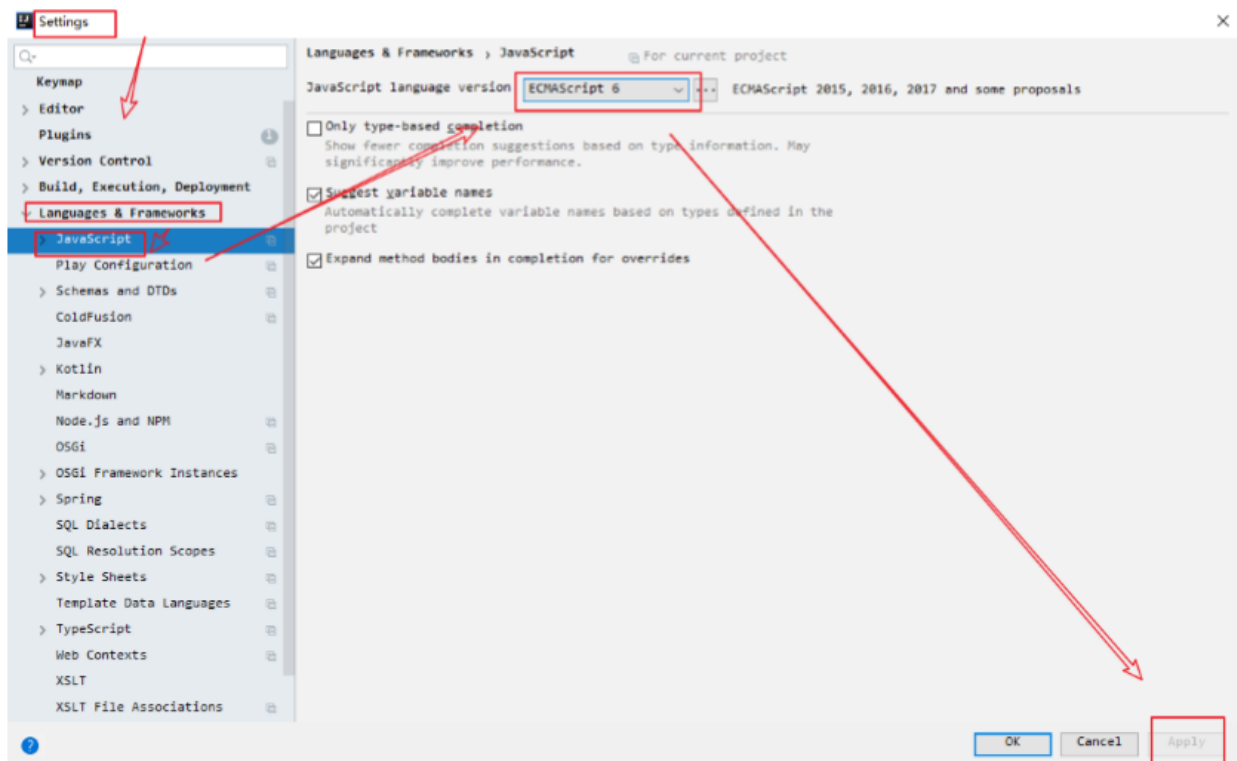 Settings
Keymap
Editor
Plugins
1
Version Control
Build, Execution, Deployment
Languages & Frameworks
JavaScript
Play Configuration
Schemas and DTDs
ColdFusion
JavaFX
Kotlin
Markdown
Node.js and NPM
OSGi
OSGi Framework Instances
Spring
SQL Dialects
SQL Resolution Scopes
Style Sheets
Template Data Languages
TypeScript
Web Contexts
XSLT
XSLT File Associations
Languages & Frameworks › JavaScript For current project
JavaScript language version ECMAScript 6 ... ECMAScript 2015, 2016, 2017 and some proposals
Only type-based completion
Show fewer completion suggestions based on type information. May
significantly improve performance.
Suggest variable names
Automatically complete variable names based on types defined in the
project
Expand method bodies in completion for overrides
?
OK Cancel Apply